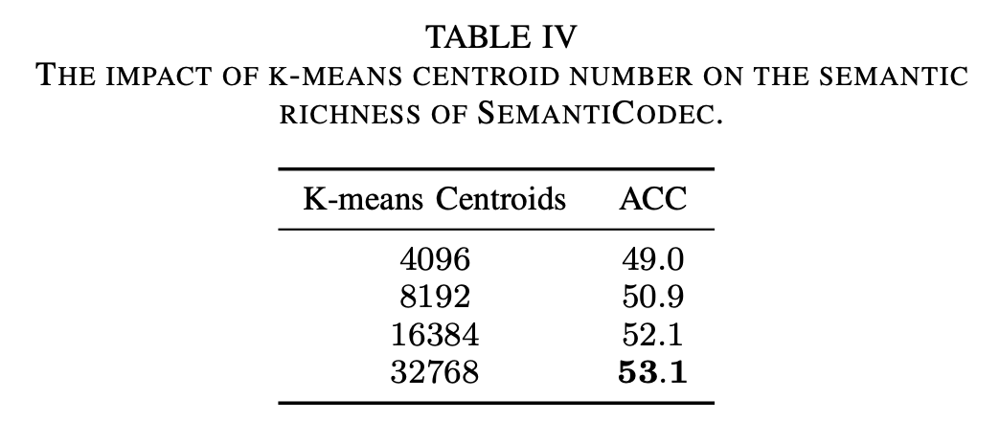 TABLE IV
THE IMPACT OF K-MEANS CENTROID NUMBER ON THE SEMANTIC
RICHNESS OF SEMANTICODEC.
K-means Centroids ACC
4096 49.0
8192 50.9
16384 52.1
32768 53.1